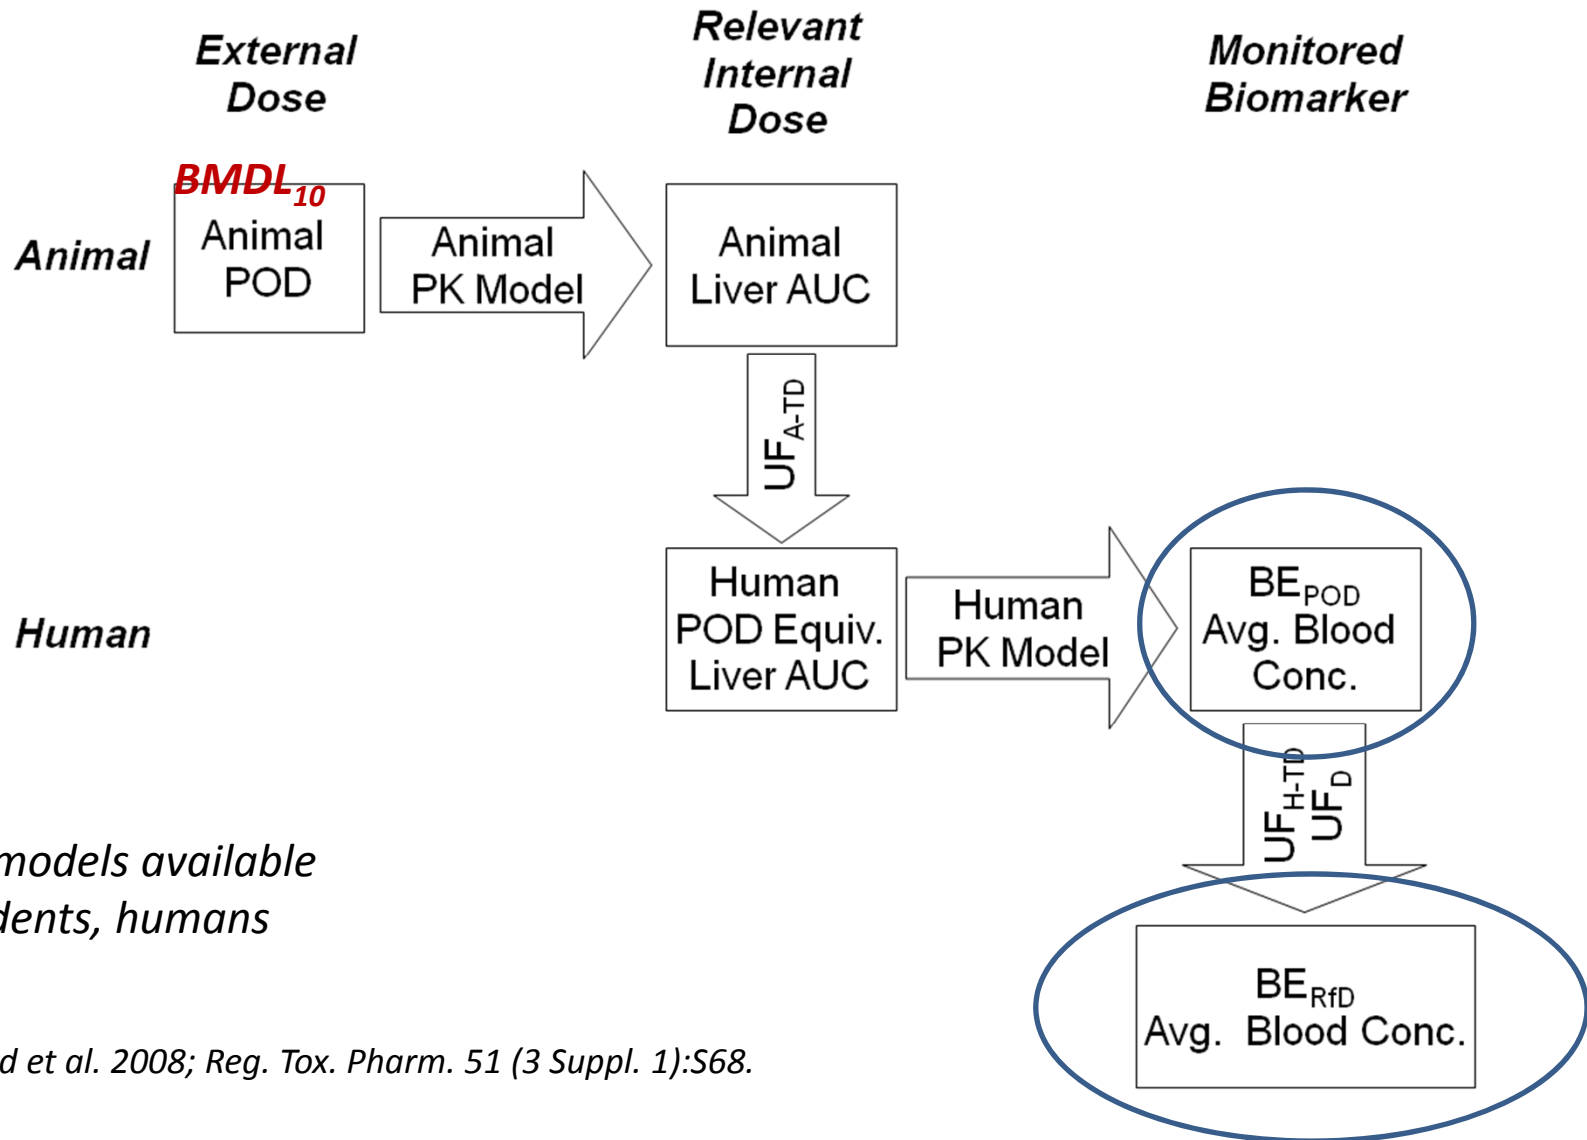 External
Dose
Relevant
Internal
Dose
Monitored
Biomarker
BMDL10
Animal
Animal
POD
Animal
PK Model
Animal
Liver AUC
UFA-TD
Human
Human
POD Equiv.
Liver AUC
Human
PK Model
BEPOD
Avg. Blood
Conc.
UFH-TD
UFD
models available
dents, humans
BERfD
Avg. Blood Conc.
d et al. 2008; Reg. Tox. Pharm. 51 (3 Suppl. 1):S68.